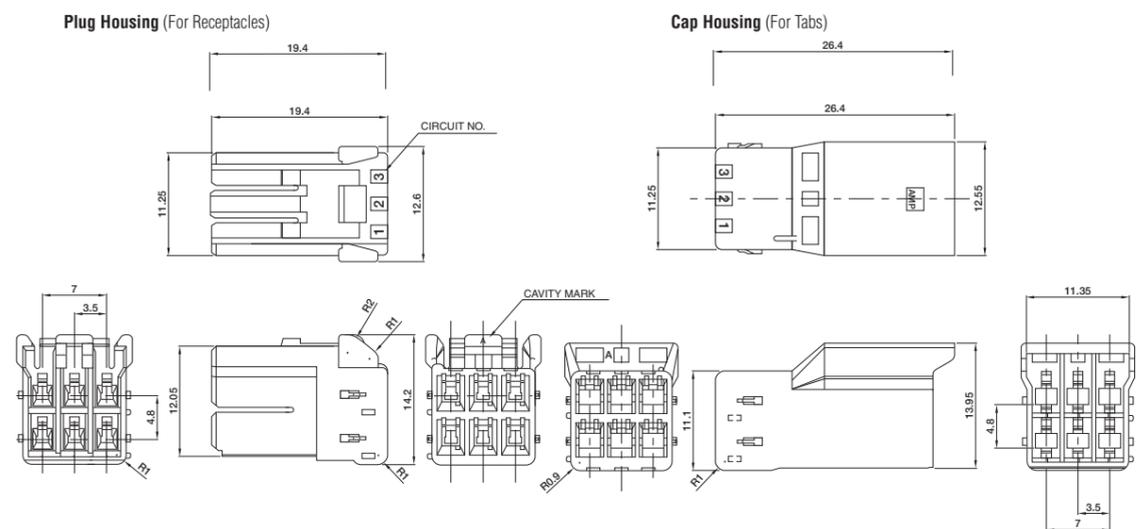 Plug Housing (For Receptacles)
Cap Housing (For Tabs)
19.4
26.4
19.4
26.4
CIRCUIT NO.
11.25
3
2
1
12.6
11.25
3
2
1
AMP
12.55
7
3.5
4.8
R1
12.05
R2
R1
14.2
R1
CAVITY MARK
A
A
11.1
R0.9
R1
13.95
11.35
4.8
3.5
7